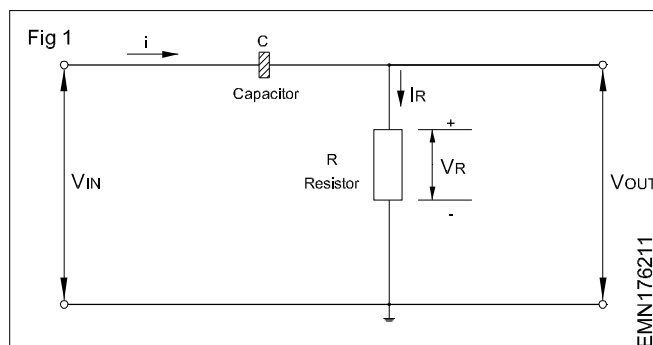 Fig 1
i
C
Capacitor
IR
+
R
Resistor
VR
-
VIN
VOUT
EMN176211